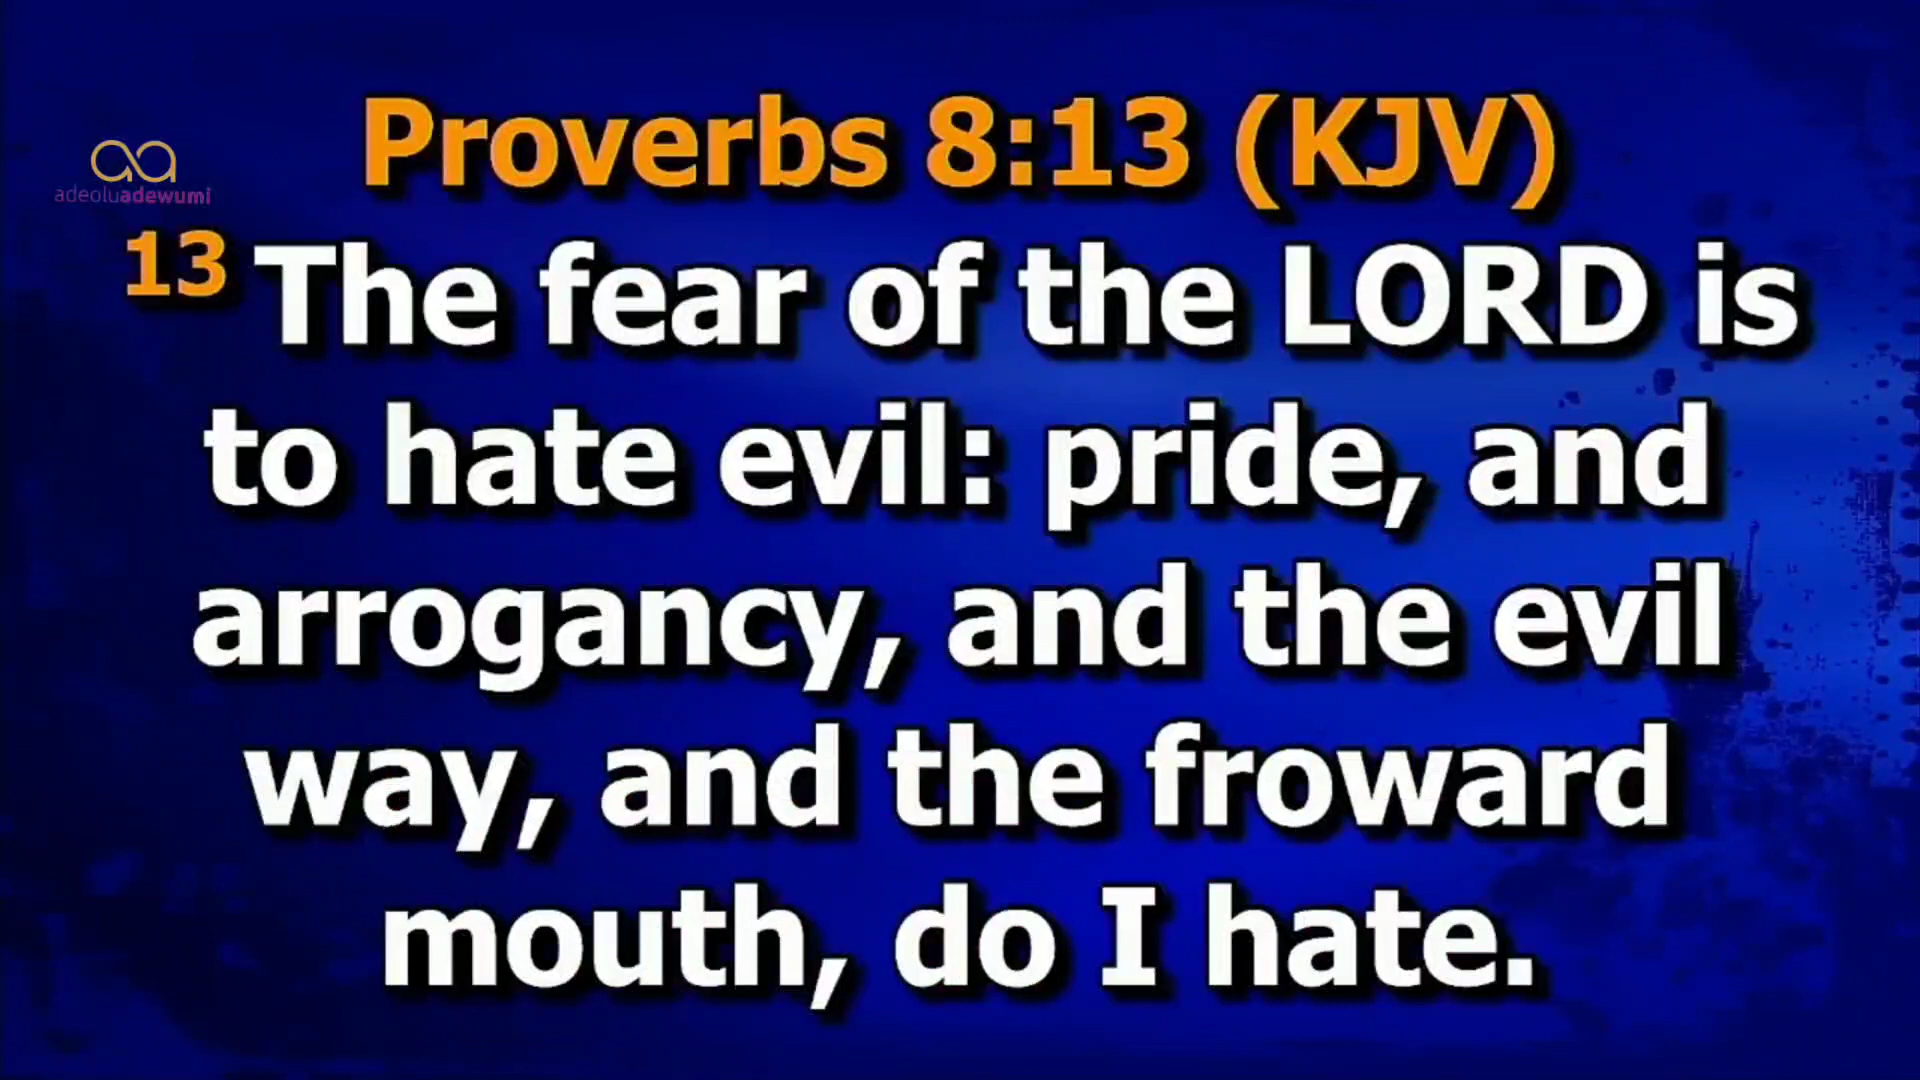 Proverbs 8:13 (KJV)
adeoluadewumi
13 The fear of the LORD is
to hate evil: pride, and
arrogancy, and the evil
way, and the froward
mouth, do I hate.